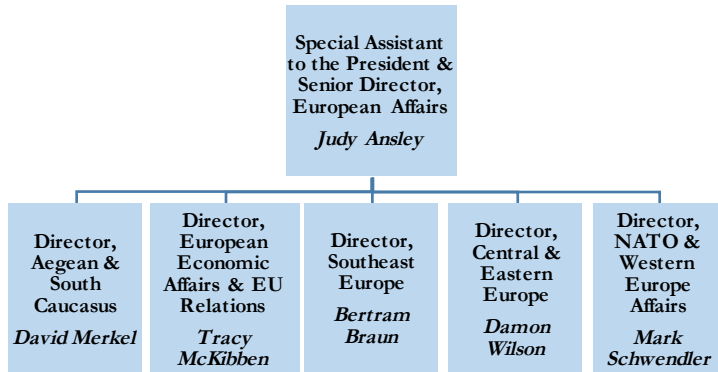 Special Assistant
to the President &
Senior Director,
European Affairs
Judy Ansley
Director,
Aegean &
South
Caucasus
David Merkel
Director,
European
Economic
Affairs & EU
Relations
Tracy
McKibben
Director,
Southeast
Europe
Bertram
Braun
Director,
Central &
Eastern
Europe
Damon
Wilson
Director,
NATO &
Western
Europe
Affairs
Mark
Schwendler